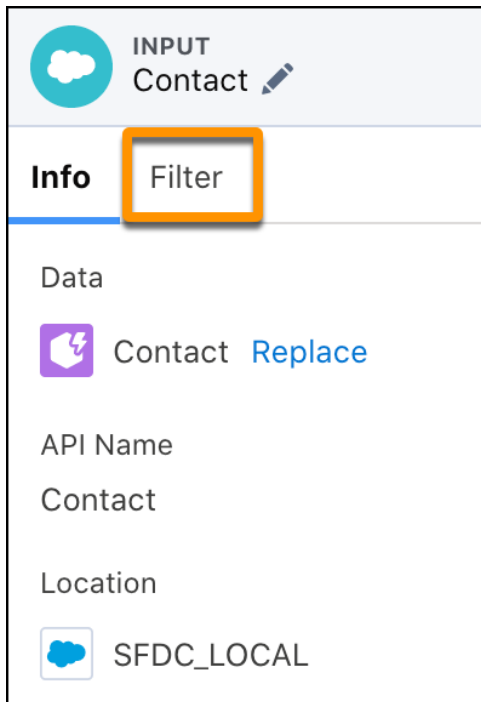 INPUT
Contact
Info Filter
Data
Contact Replace
API Name
Contact
Location
SFDC_LOCAL